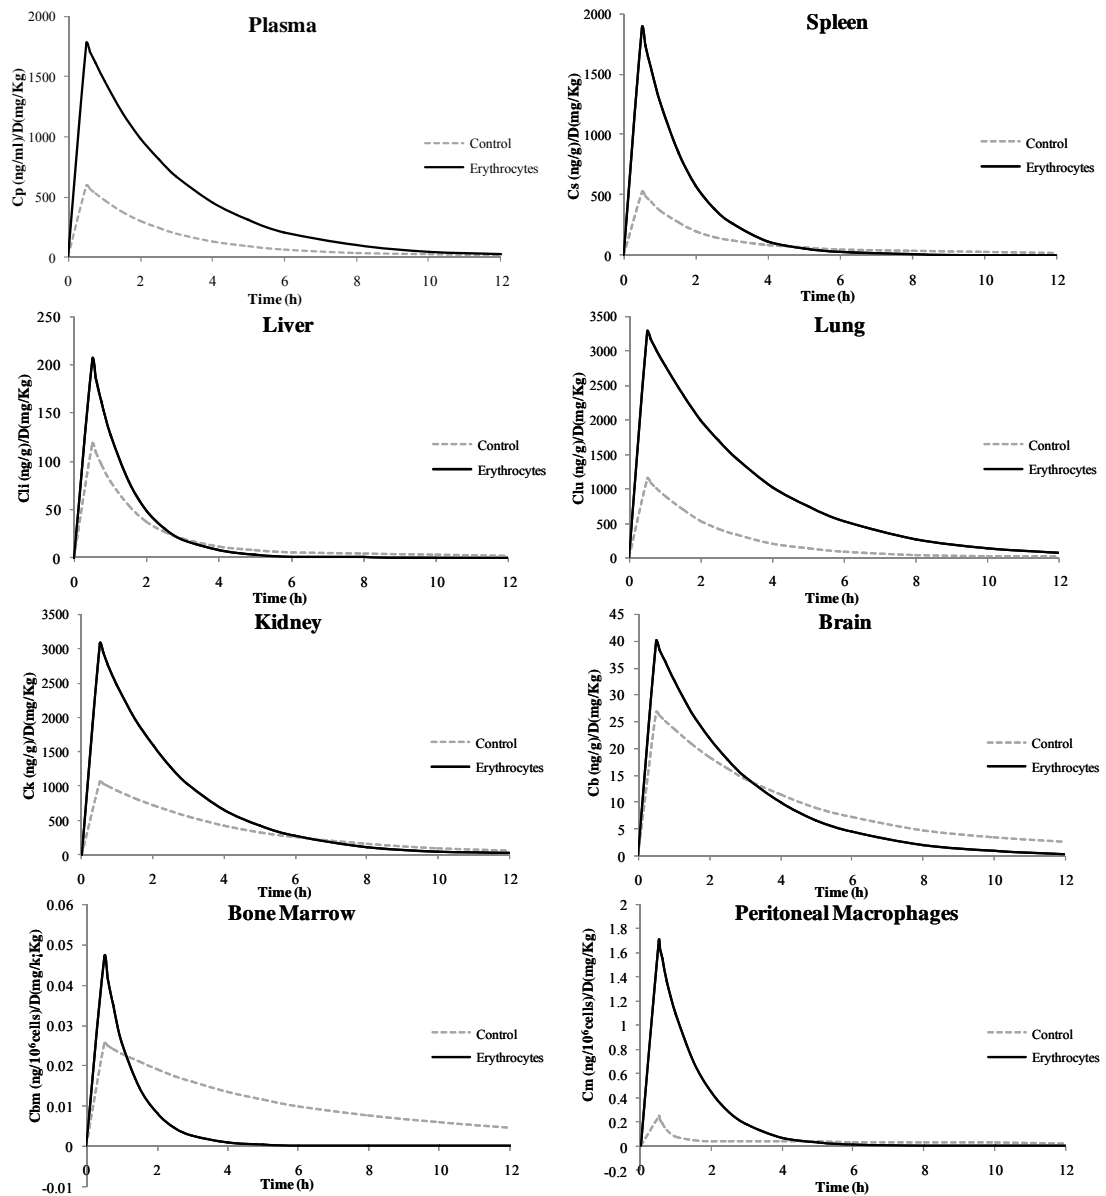 Plasma
Cp (ng/ml)/D(mg/Kg)
2000
1500
1000
500
0
0 2 4 6 8 10 12
Time (h)
Control
Erythrocytes
Spleen
Cs (ng/g)/D(mg/Kg)
2000
1500
1000
500
0
0 2 4 6 8 10 12
Time (h)
Control
Erythrocytes
Liver
Cli (ng/g)/D(mg/Kg)
250
200
150
100
50
0
0 2 4 6 8 10 12
Time (h)
Control
Erythrocytes
Lung
Clu (ng/g)/D(mg/Kg)
3500
3000
2500
2000
1500
1000
500
0
0 2 4 6 8 10 12
Time (h)
Control
Erythrocytes
Kidney
Ck (ng/g)/D(mg/Kg)
3500
3000
2500
2000
1500
1000
500
0
0 2 4 6 8 10 12
Time (h)
Control
Erythrocytes
Brain
Cb (ng/g)/D(mg/Kg)
45
40
35
30
25
20
15
10
5
0
0 2 4 6 8 10 12
Time (h)
Control
Erythrocytes
Bone Marrow
Cbm (ng/10⁶cells)/D(mg/k¡Kg)
0.06
0.05
0.04
0.03
0.02
0.01
0
-0.01
0 2 4 6 8 10 12
Time (h)
Control
Erythrocytes
Peritoneal Macrophages
Cm (ng/10⁶cells)/D(mg/Kg)
2
1.8
1.6
1.4
1.2
1
0.8
0.6
0.4
0.2
0
-0.2
0 2 4 6 8 10 12
Time (h)
Control
Erythrocytes